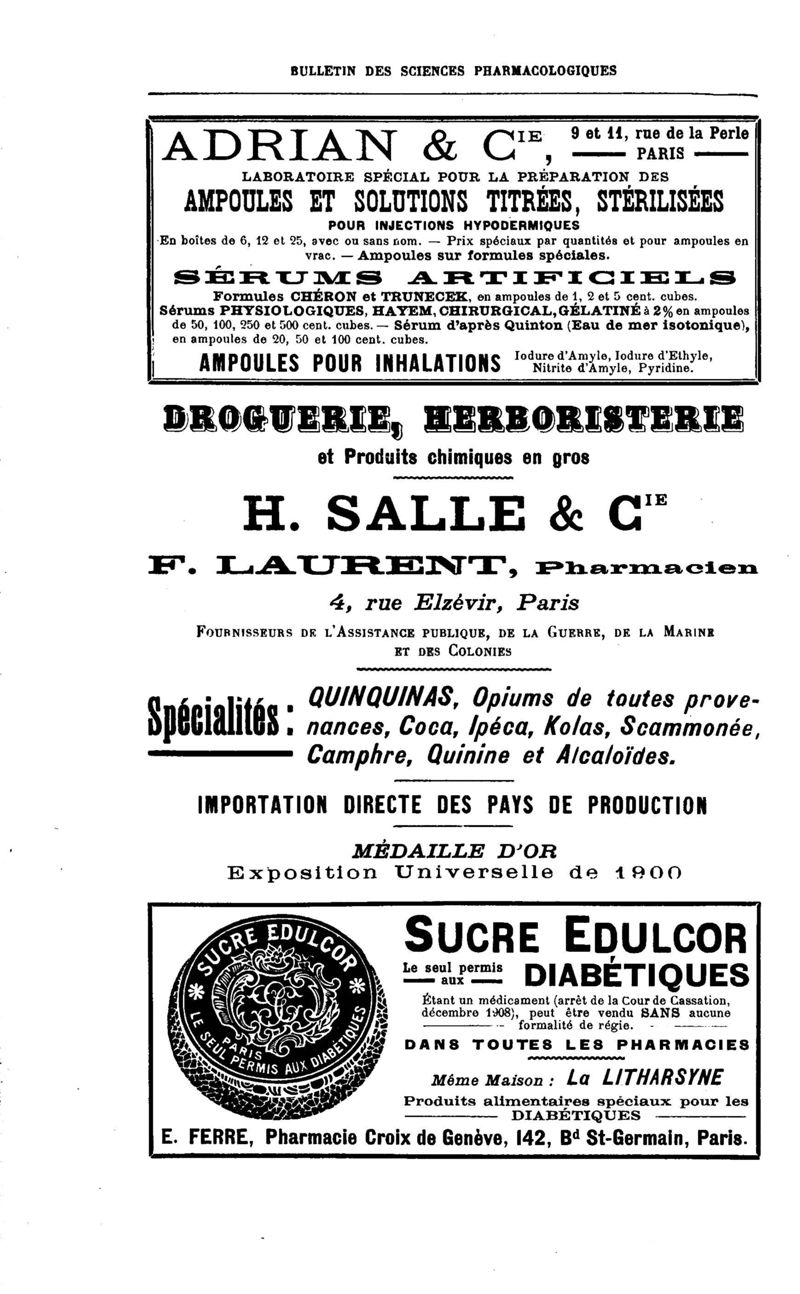 BULLETIN DES SCIENCES PHARMACOLOGIQUES
ADRIAN & CIE, 9 et 11, rue de la Perle
PARIS
LABORATOIRE SPÉCIAL POUR LA PRÉPARATION DES
AMPOULES ET SOLUTIONS TITRÉES, STÉRILISÉES
POUR INJECTIONS HYPODERMIQUES
En boîtes de 6, 12 et 25, avec ou sans nom. — Prix spéciaux par quantités et pour ampoules en
vrac. — Ampoules sur formules spéciales.
SÉRUMS ARTIFICIELS
Formules CHÉRON et TRUNECEK, en ampoules de 1, 2 et 5 cent. cubes.
Sérums PHYSIOLOGIQUES, HAYEM, CHIRURGICAL, GÉLATINÉ à 2% en ampoules
de 50, 100, 250 et 500 cent. cubes. — Sérum d'après Quinton (Eau de mer isotonique),
en ampoules de 20, 50 et 100 cent. cubes.
AMPOULES POUR INHALATIONS Iodure d'Amyle, Iodure d'Ethyle,
Nitrite d'Amyle, Pyridine.
DROGUERIE, HERBORISTERIE
et Produits chimiques en gros
H. SALLE & CIE
F. LAURENT, Pharmacien
4, rue Elzévir, Paris
FOURNISSEURS DE L'ASSISTANCE PUBLIQUE, DE LA GUERRE, DE LA MARINE
ET DES COLONIES
Spécialités : QUINQUINAS, Opiums de toutes prove-
nances, Coca, Ipéca, Kolas, Scammonée,
Camphre, Quinine et Alcaloïdes.
IMPORTATION DIRECTE DES PAYS DE PRODUCTION
MÉDAILLE D'OR
Exposition Universelle de 1900
SUCRE EDULCOR
PARIS
LE SEUL PERMIS AUX DIABÉTIQUES
SUCRE EDULCOR
Le seul permis aux DIABÉTIQUES
Étant un médicament (arrêt de la Cour de Cassation,
décembre 1908), peut être vendu SANS aucune
formalité de régie.
DANS TOUTES LES PHARMACIES
Même Maison : La LITHARSYNE
Produits alimentaires spéciaux pour les
DIABÉTIQUES
E. FERRE, Pharmacie Croix de Genève, 142, Bd St-Germain, Paris.